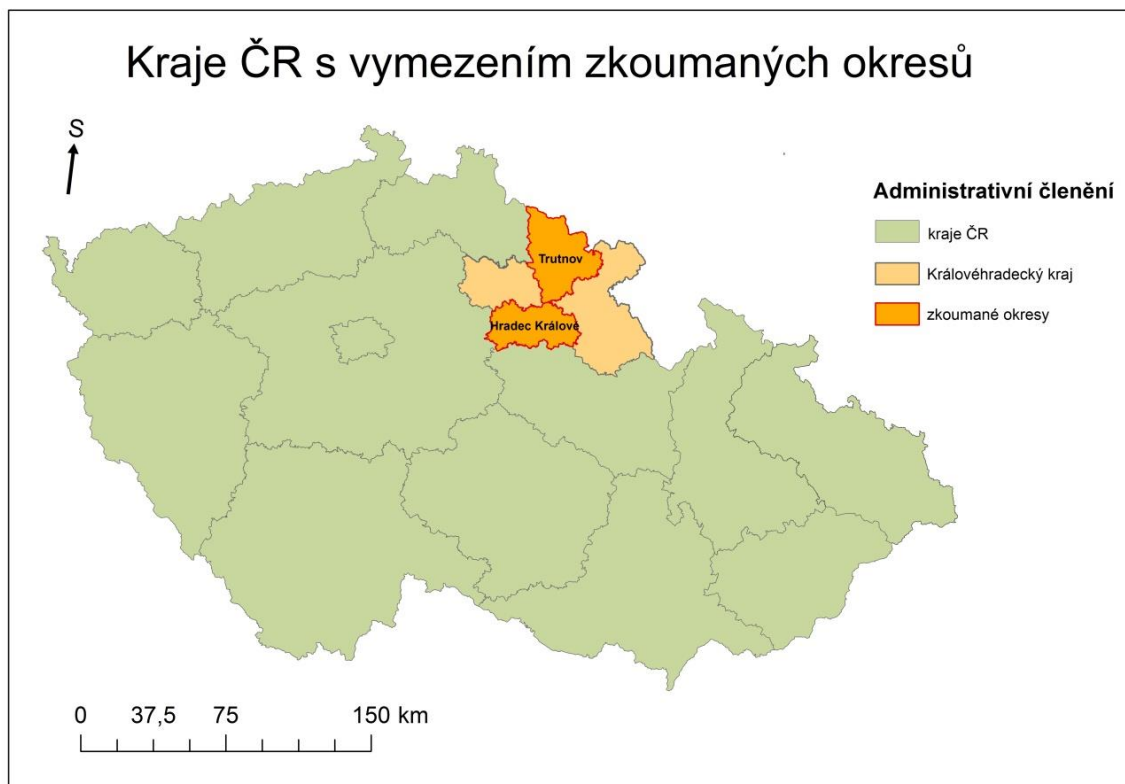 Kraje ČR s vymezením zkoumaných okresů
S
Administrativní členění
kraje ČR
Královéhradecký kraj
zkoumané okresy
Trutnov
Hradec Králové
0 37,5 75 150 km